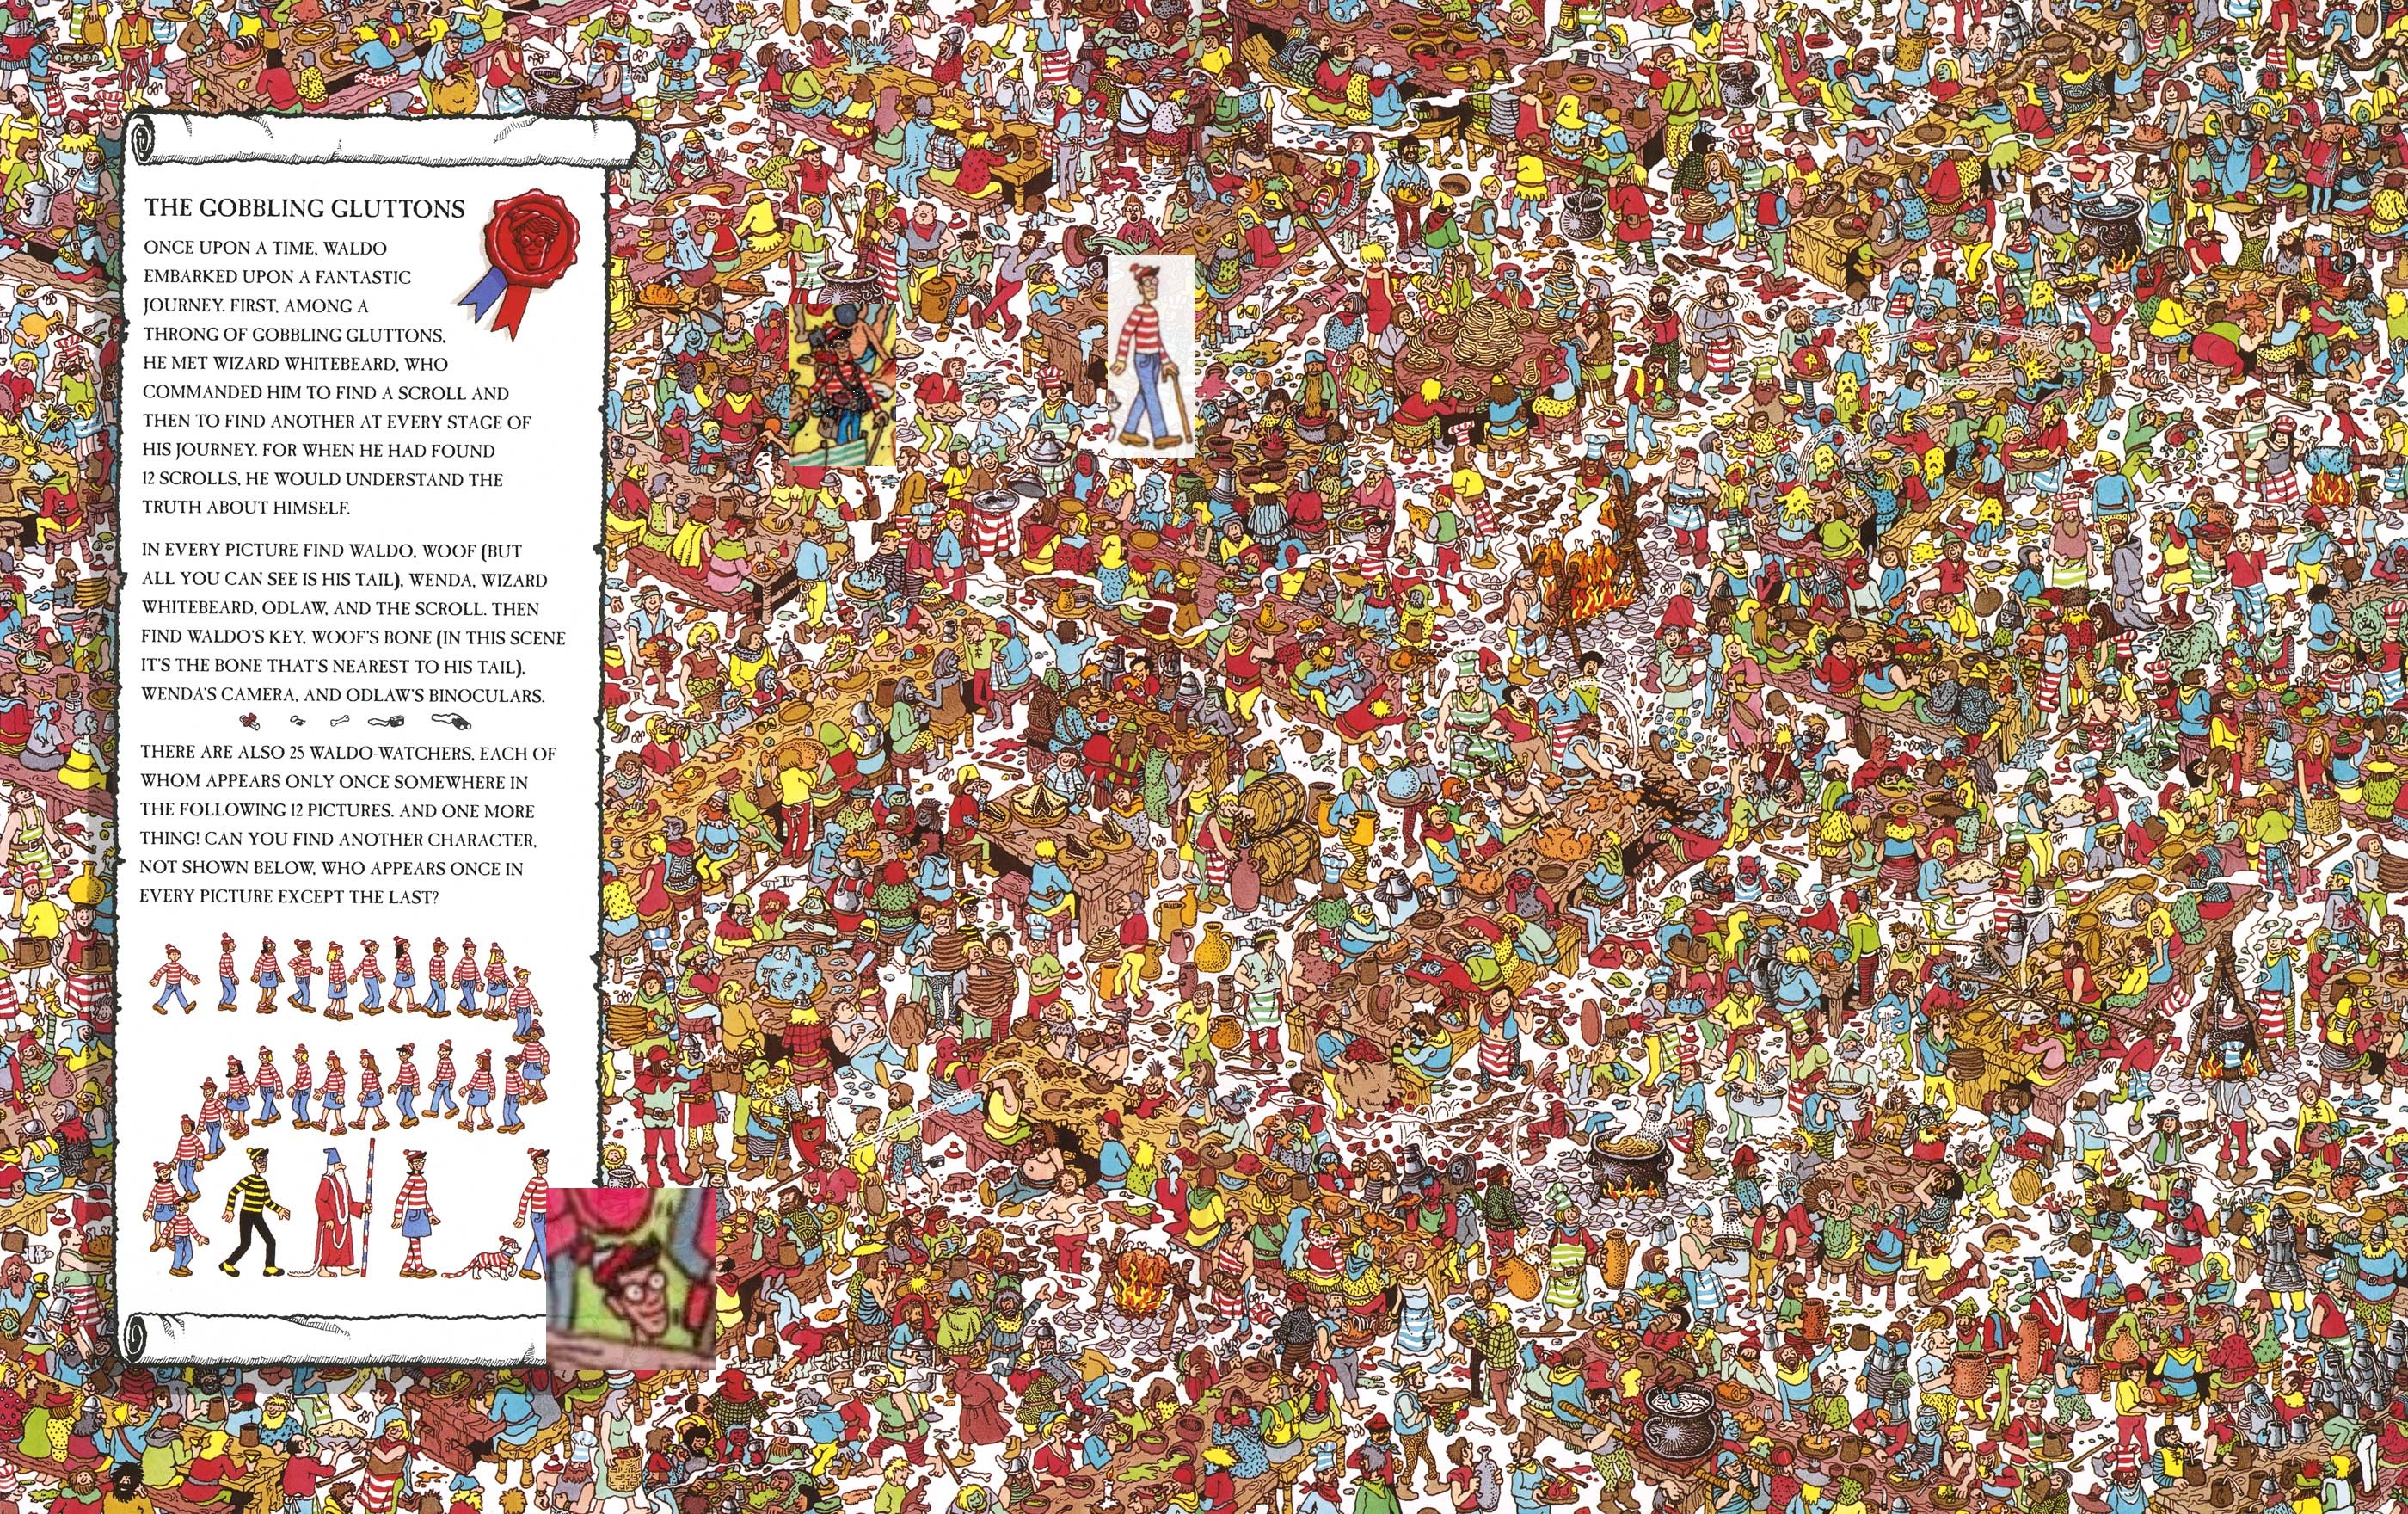 THE GOBBLING GLUTTONS
ONCE UPON A TIME, WALDO
EMBARKED UPON A FANTASTIC
JOURNEY. FIRST, AMONG A
THRONG OF GOBBLING GLUTTONS,
HE MET WIZARD WHITEBEARD, WHO
COMMANDED HIM TO FIND A SCROLL AND
THEN TO FIND ANOTHER AT EVERY STAGE OF
HIS JOURNEY. FOR WHEN HE HAD FOUND
12 SCROLLS, HE WOULD UNDERSTAND THE
TRUTH ABOUT HIMSELF.
IN EVERY PICTURE FIND WALDO, WOOF (BUT
ALL YOU CAN SEE IS HIS TAIL), WENDA, WIZARD
WHITEBEARD, ODLAW, AND THE SCROLL. THEN
FIND WALDO'S KEY, WOOF'S BONE (IN THIS SCENE
IT'S THE BONE THAT'S NEAREST TO HIS TAIL),
WENDA'S CAMERA, AND ODLAW'S BINOCULARS.
THERE ARE ALSO 25 WALDO-WATCHERS, EACH OF
WHOM APPEARS ONLY ONCE SOMEWHERE IN
THE FOLLOWING 12 PICTURES. AND ONE MORE
THING! CAN YOU FIND ANOTHER CHARACTER,
NOT SHOWN BELOW, WHO APPEARS ONCE IN
EVERY PICTURE EXCEPT THE LAST?